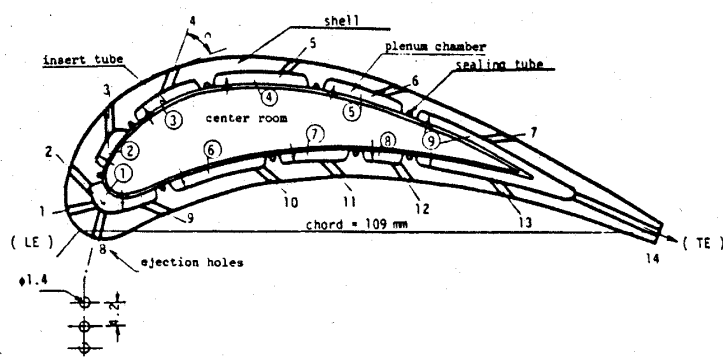 4
shell
5
insert tube
plenum chamber
6
sealing tube
3
③
④
⑤
⑨
7
center room
②
2
①
⑥
⑦
⑧
1
9
10
11
12
13
( LE )
8
chord = 109 mm
( TE )
14
ejection holes
φ1.4
4.2